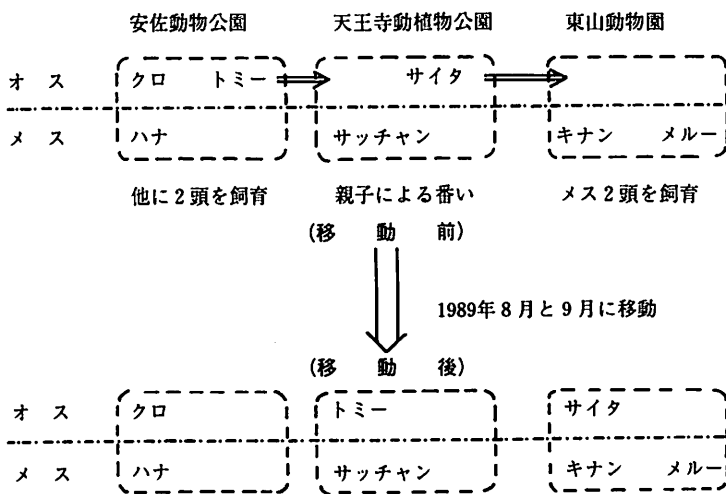 安佐動物公園 天王寺動植物公園 東山動物園
オス クロ トミー サイタ
メス ハナ サッチャン キナン メルー
他に2頭を飼育 親子による番い メス2頭を飼育
(移動前)
1989年8月と9月に移動
(移動後)
オス クロ トミー サイタ
メス ハナ サッチャン キナン メルー